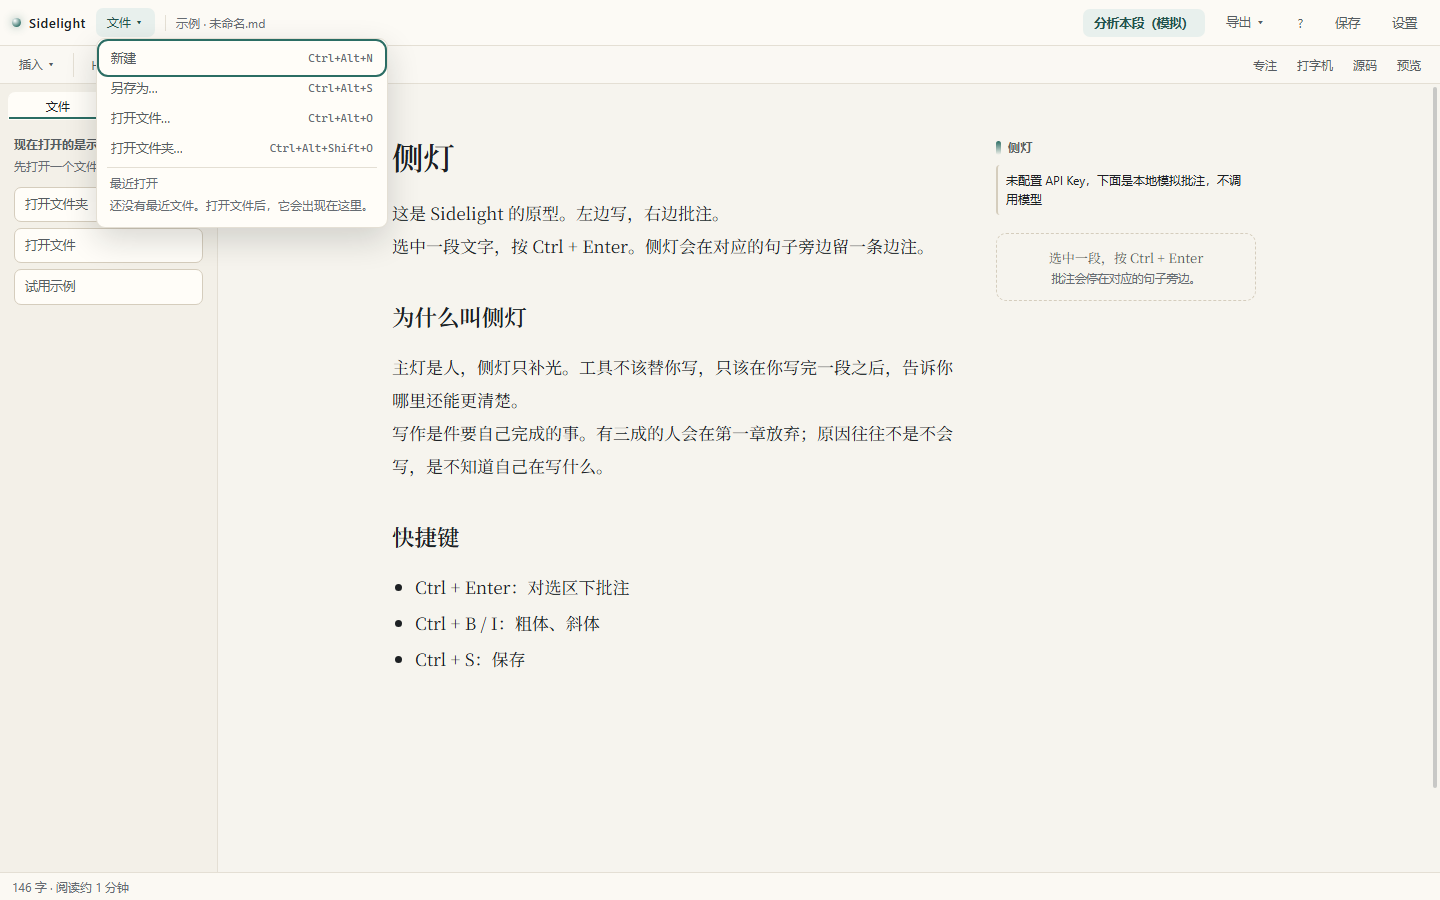 Sidelight
文件
示例 · 未命名.md
分析本段（模拟）
导出
?
保存
设置
插入
专注
打字机
源码
预览
新建 Ctrl+Alt+N
另存为... Ctrl+Alt+S
打开文件... Ctrl+Alt+O
打开文件夹... Ctrl+Alt+Shift+O
最近打开
还没有最近文件。打开文件后，它会出现在这里。
文件
现在打开的是示
先打开一个文件
打开文件夹
打开文件
试用示例
侧灯
这是 Sidelight 的原型。左边写，右边批注。
选中一段文字，按 Ctrl + Enter。侧灯会在对应的句子旁边留一条边注。
为什么叫侧灯
主灯是人，侧灯只补光。工具不该替你写，只该在你写完一段之后，告诉你
哪里还能更清楚。
写作是件要自己完成的事。有三成的人会在第一章放弃；原因往往不是不会
写，是不知道自己在写什么。
快捷键
Ctrl + Enter：对选区下批注
Ctrl + B / I：粗体、斜体
Ctrl + S：保存
侧灯
未配置 API Key，下面是本地模拟批注，不调
用模型
选中一段，按 Ctrl + Enter
批注会停在对应的句子旁边。
146 字 · 阅读约 1 分钟